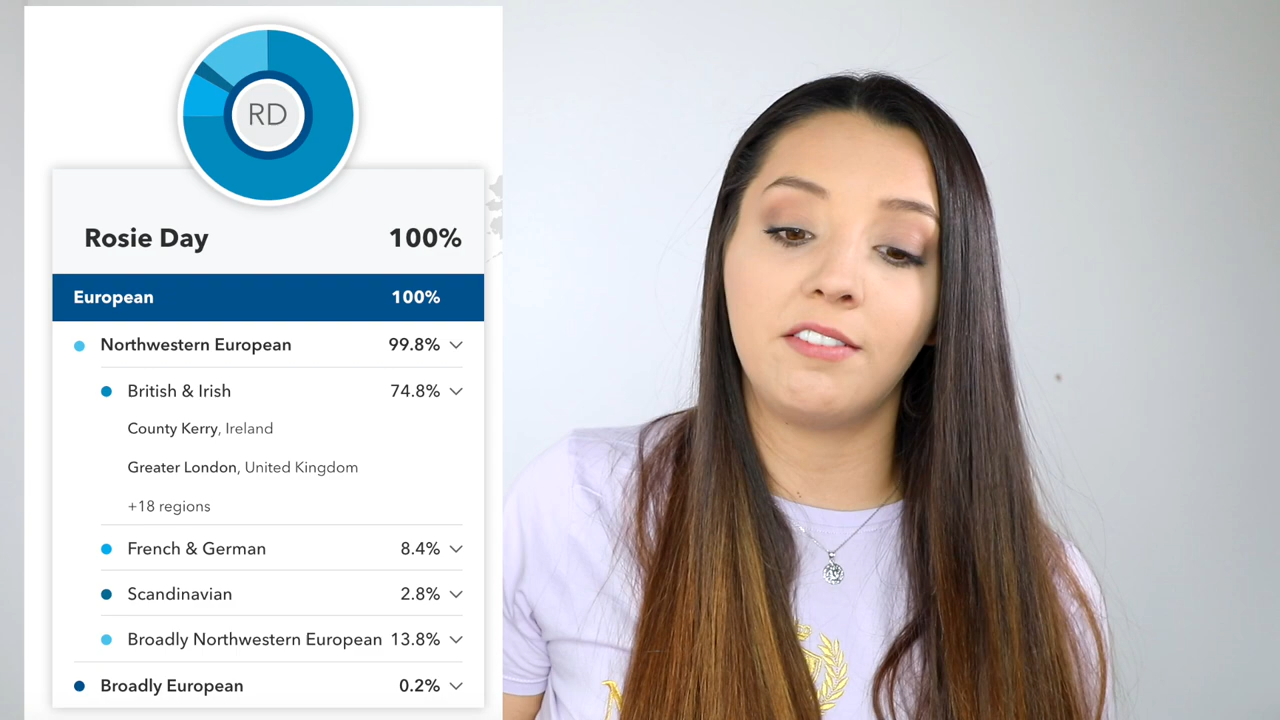 RD
Rosie Day 100%
European 100%
Northwestern European 99.8%
British & Irish 74.8%
County Kerry, Ireland
Greater London, United Kingdom
+18 regions
French & German 8.4%
Scandinavian 2.8%
Broadly Northwestern European 13.8%
Broadly European 0.2%